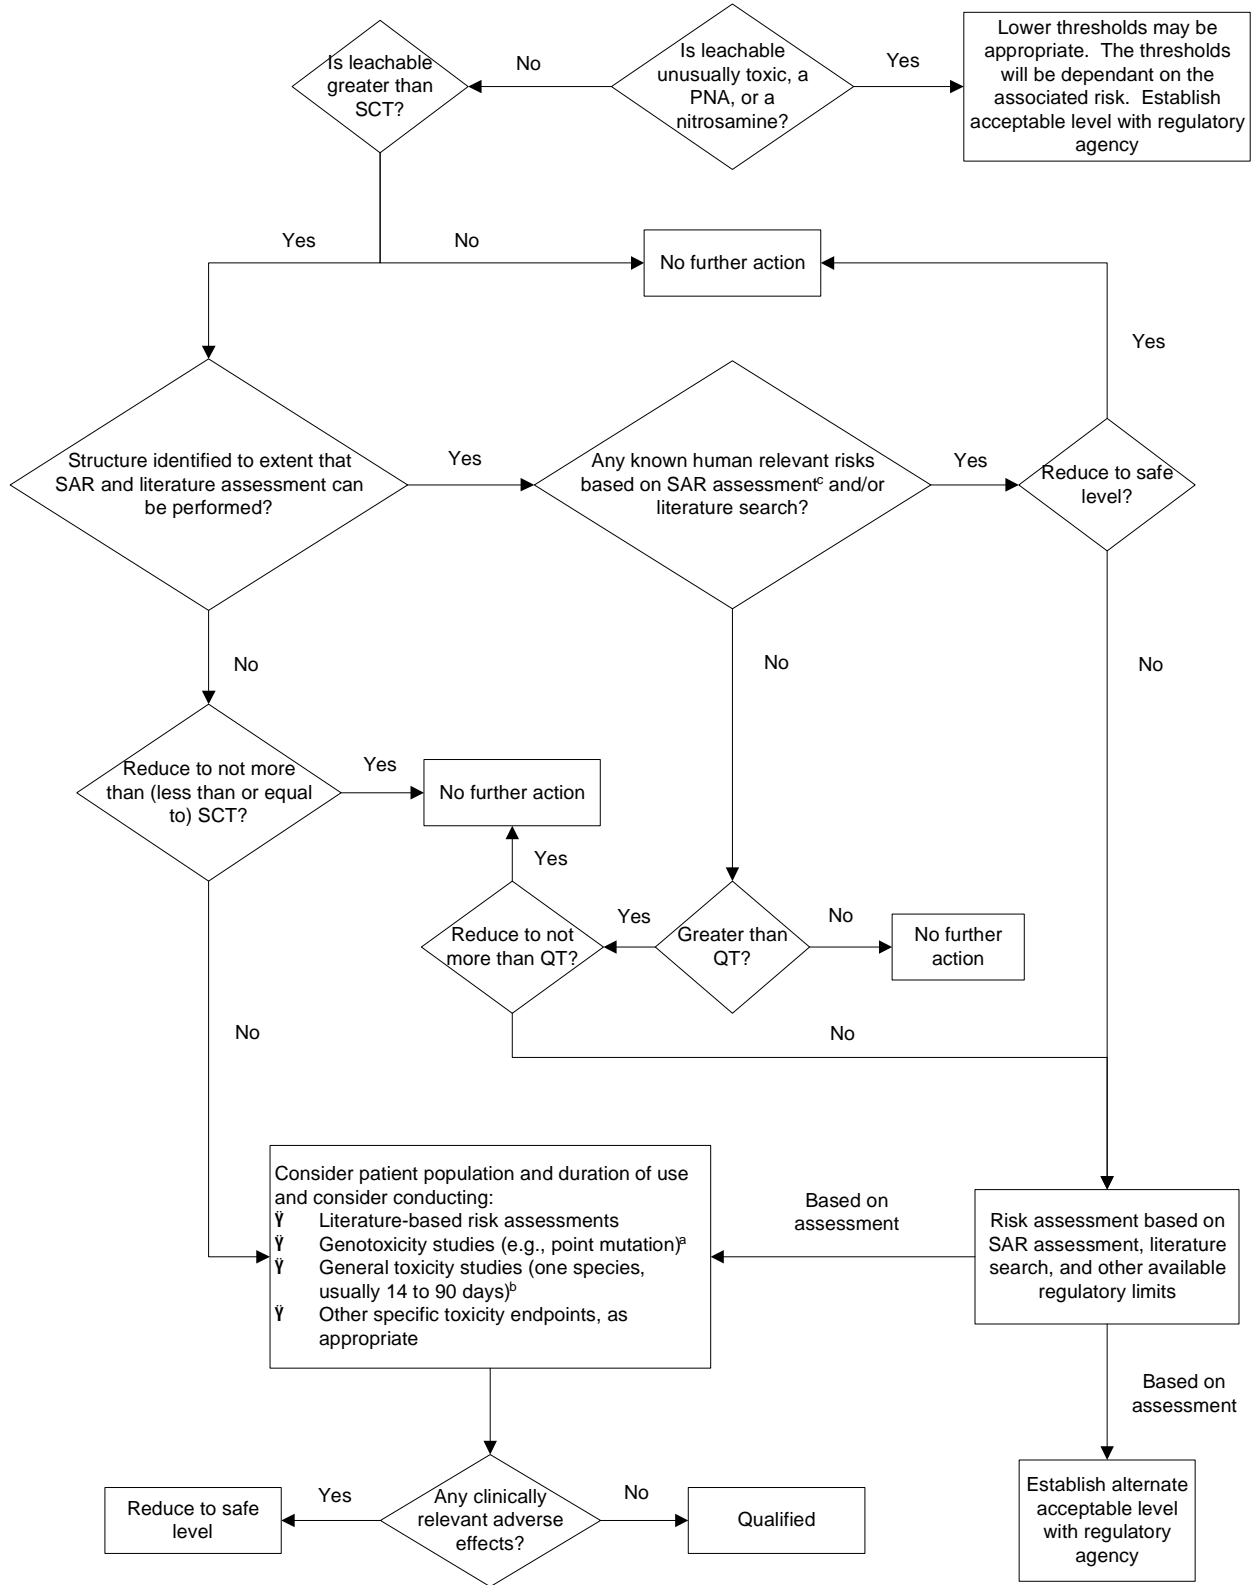 Is leachable
greater than
SCT?
No
Is leachable
unusually toxic, a
PNA, or a
nitrosamine?
Yes
Lower thresholds may be
appropriate. The thresholds
will be dependant on the
associated risk. Establish
acceptable level with regulatory
agency
Yes
No
No further action
Yes
Structure identified to extent that
SAR and literature assessment can
be performed?
Yes
Any known human relevant risks
based on SAR assessmentᶜ and/or
literature search?
Yes
Reduce to safe
level?
No
No
No
Reduce to not more
than (less than or equal
to) SCT?
Yes
No further action
Yes
Reduce to not
more than QT?
Yes
Greater than
QT?
No
No further
action
No
No
Consider patient population and duration of use
and consider conducting:
Ÿ Literature-based risk assessments
Ÿ Genotoxicity studies (e.g., point mutation)ᵃ
Ÿ General toxicity studies (one species,
usually 14 to 90 days)ᵇ
Ÿ Other specific toxicity endpoints, as
appropriate
Based on
assessment
Risk assessment based on
SAR assessment, literature
search, and other available
regulatory limits
Based on
assessment
Reduce to safe
level
Yes
Any clinically
relevant adverse
effects?
No
Qualified
Establish alternate
acceptable level
with regulatory
agency